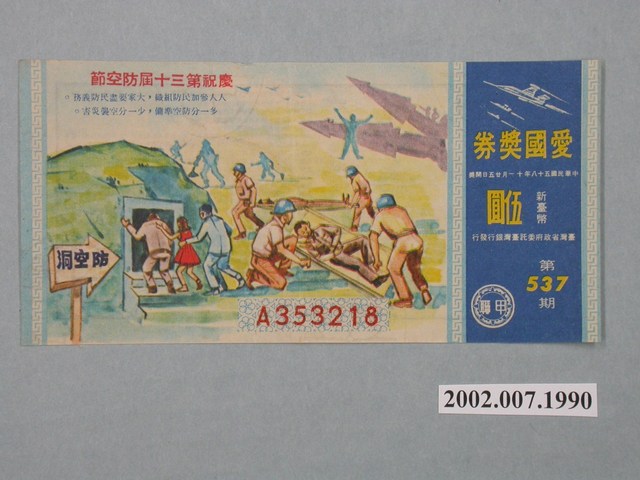 慶祝第三十屆防空節
人人參加民防組織，大家要盡民防義務。
多一分防空準備，少一分空襲災害。
防空洞
A353218
愛國獎券
中華民國五十八年十一月廿五日開獎
新臺幣
伍圓
臺灣省政府委託臺灣銀行發行
第
537
期
甲聯
2002.007.1990